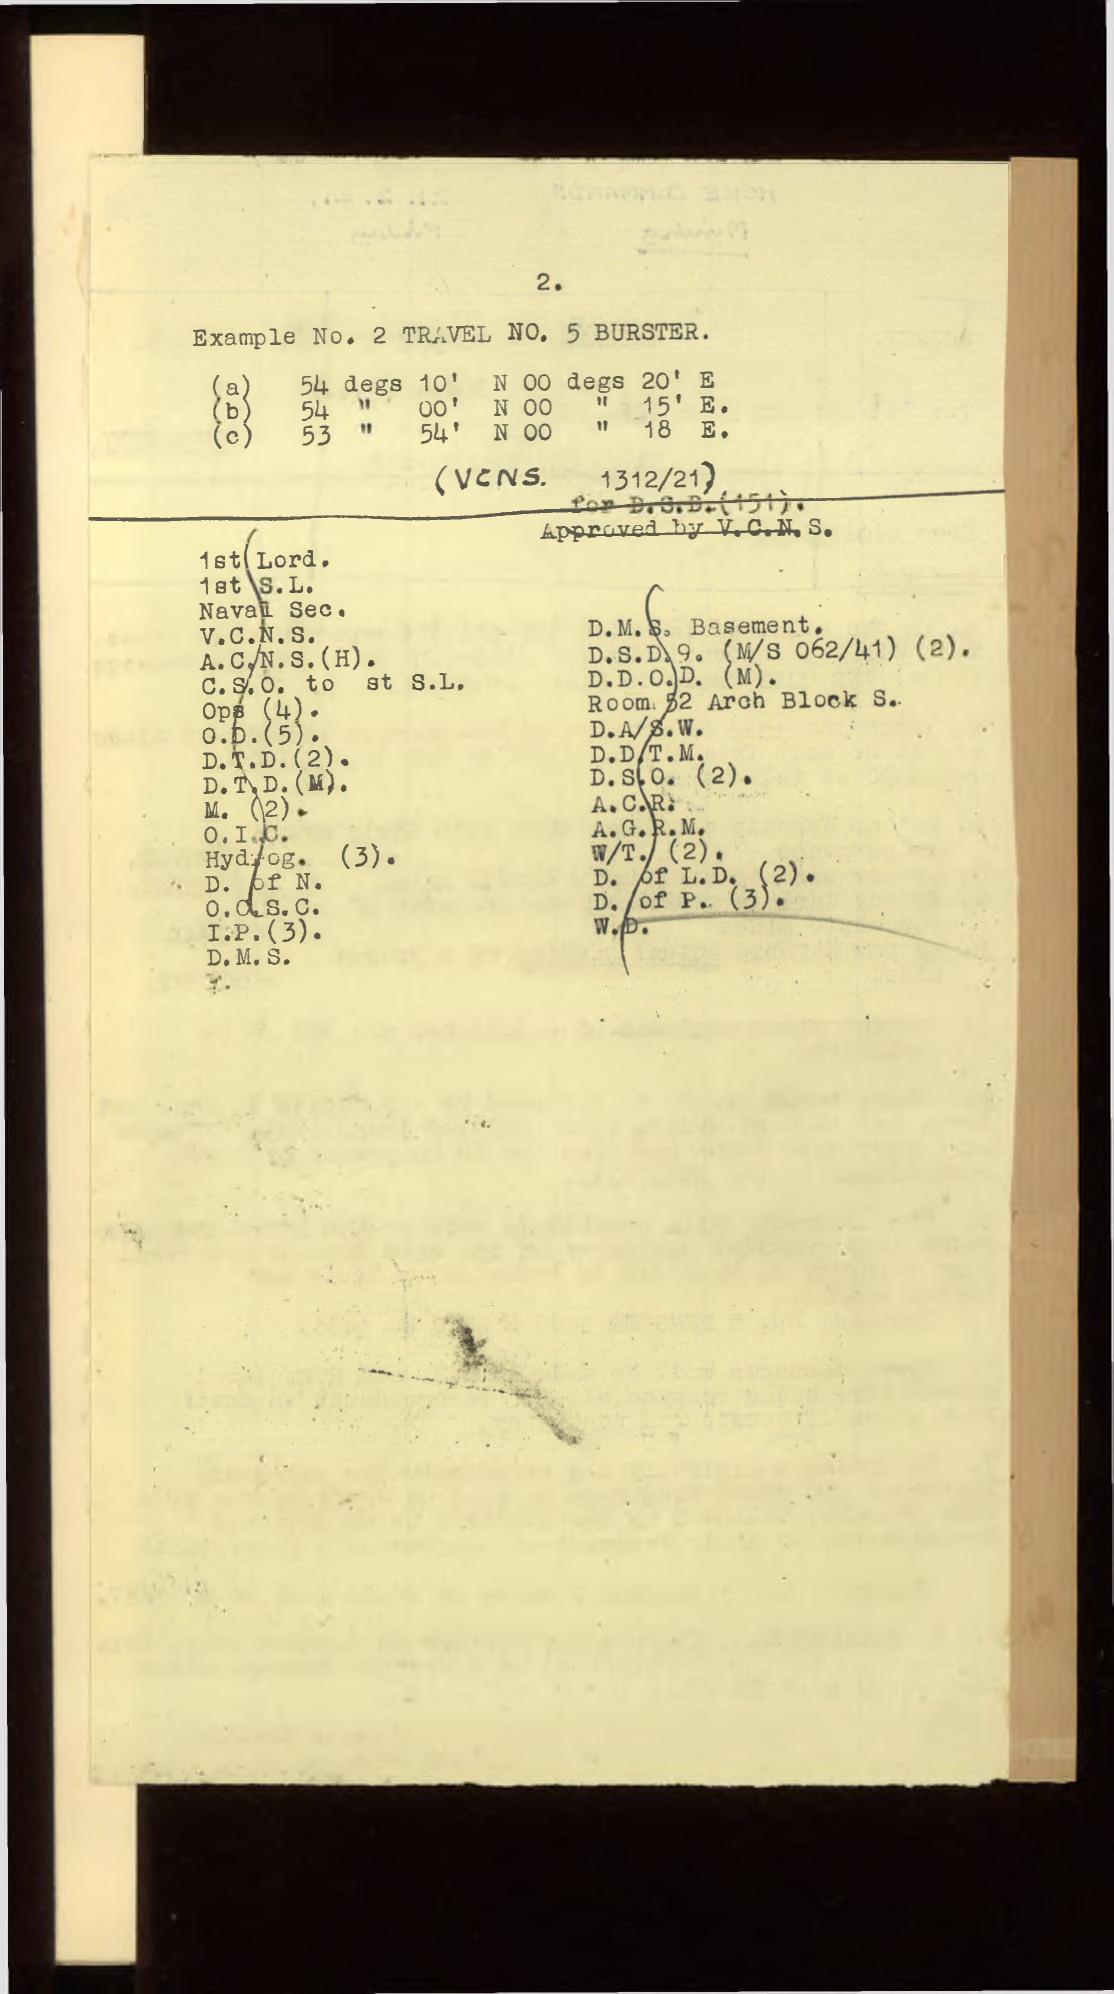 2.
Example No. 2 TRAVEL NO. 5 BURSTER.
(a) 54 degs 10' N 00 degs 20' E
(b) 54 " 00' N 00 " 15' E.
(c) 53 " 54' N 00 " 18 E.
(VCNS. 1312/21)
for D.S.D.(151).
Approved by V.C.N.S.
1st Lord.
1st S.L.
Naval Sec.
V.C.N.S.
A.C.N.S.(H).
C.S.O. to st S.L.
Ops (4).
O.D.(5).
D.T.D.(2).
D.T.D.(M).
M. (2).
O.I.C.
Hydrog. (3).
D. of N.
O.C.S.C.
I.P.(3).
D.M.S.
D.M.S. Basement.
D.S.D.9. (M/S 062/41) (2).
D.D.O.D. (M).
Room 52 Arch Block S.
D.A/S.W.
D.D.T.M.
D.S.O. (2).
A.C.R.
A.G.R.M.
W/T. (2).
D. of L.D. (2).
D. of P. (3).
W.D.